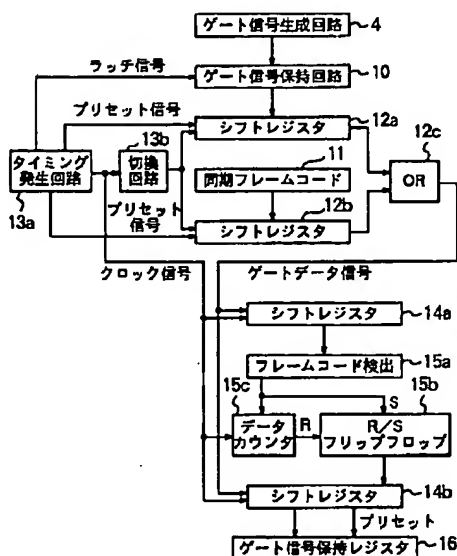 ゲート信号生成回路
4
ラッチ信号
ゲート信号保持回路
10
プリセット信号
13b
シフトレジスタ
12a
12c
タイミング
発生回路
13a
切換
回路
11
同期フレームコード
OR
プリセット
信号
シフトレジスタ
12b
クロック信号
ゲートデータ信号
シフトレジスタ
14a
フレームコード検出
15a
15c
S
15b
データ
カウンタ
R
R/S
フリップフロップ
シフトレジスタ
14b
プリセット
ゲート信号保持レジスタ
16